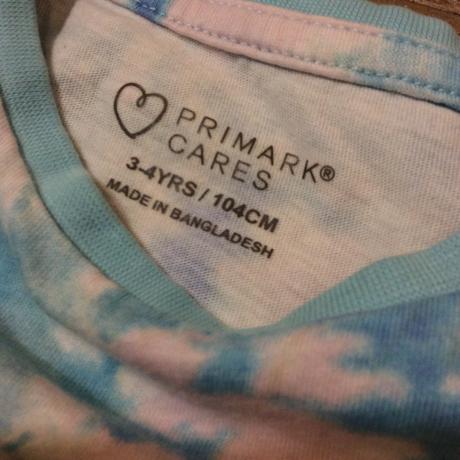 PRIMARK®
CARES
3-4YRS / 104CM
MADE IN BANGLADESH